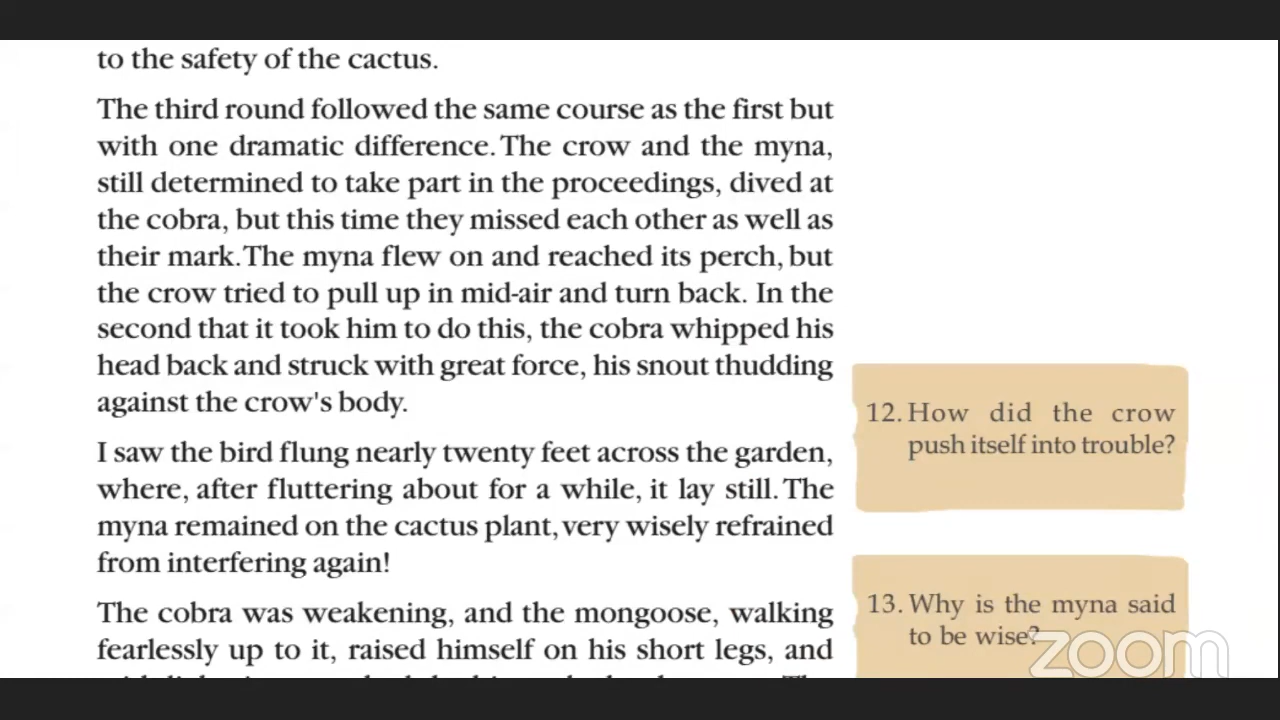 to the safety of the cactus.
The third round followed the same course as the first but
with one dramatic difference. The crow and the myna,
still determined to take part in the proceedings, dived at
the cobra, but this time they missed each other as well as
their mark. The myna flew on and reached its perch, but
the crow tried to pull up in mid-air and turn back. In the
second that it took him to do this, the cobra whipped his
head back and struck with great force, his snout thudding
against the crow's body.
I saw the bird flung nearly twenty feet across the garden,
where, after fluttering about for a while, it lay still. The
myna remained on the cactus plant, very wisely refrained
from interfering again!
The cobra was weakening, and the mongoose, walking
fearlessly up to it, raised himself on his short legs, and
12. How did the crow
push itself into trouble?
13. Why is the myna said
to be wise?
zoom